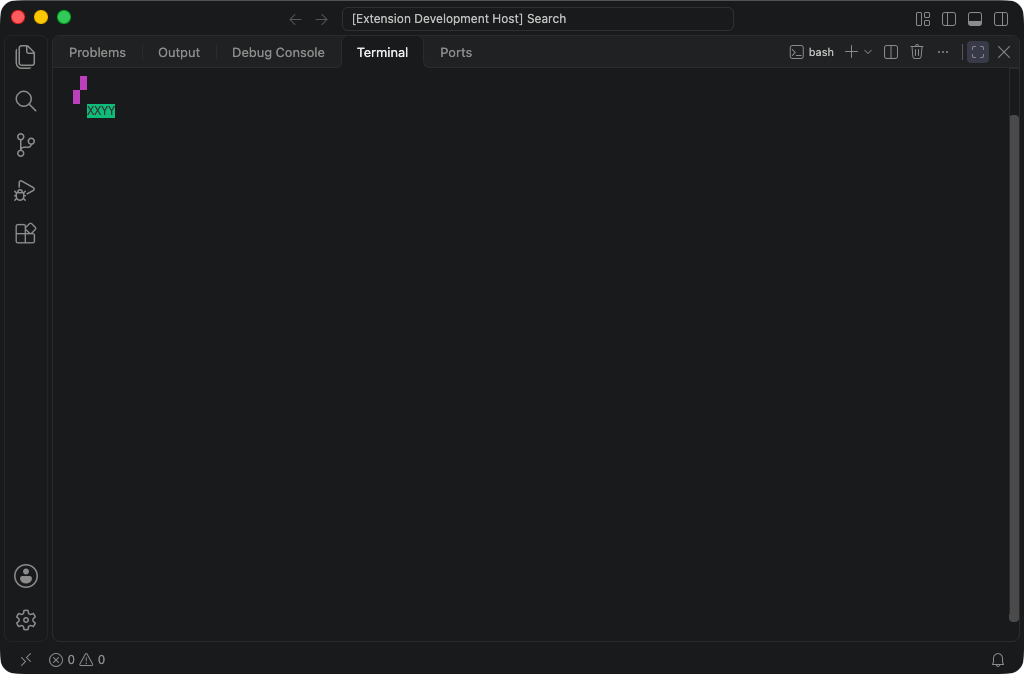 [Extension Development Host] Search
Problems Output Debug Console Terminal Ports bash
XXYY
0 0